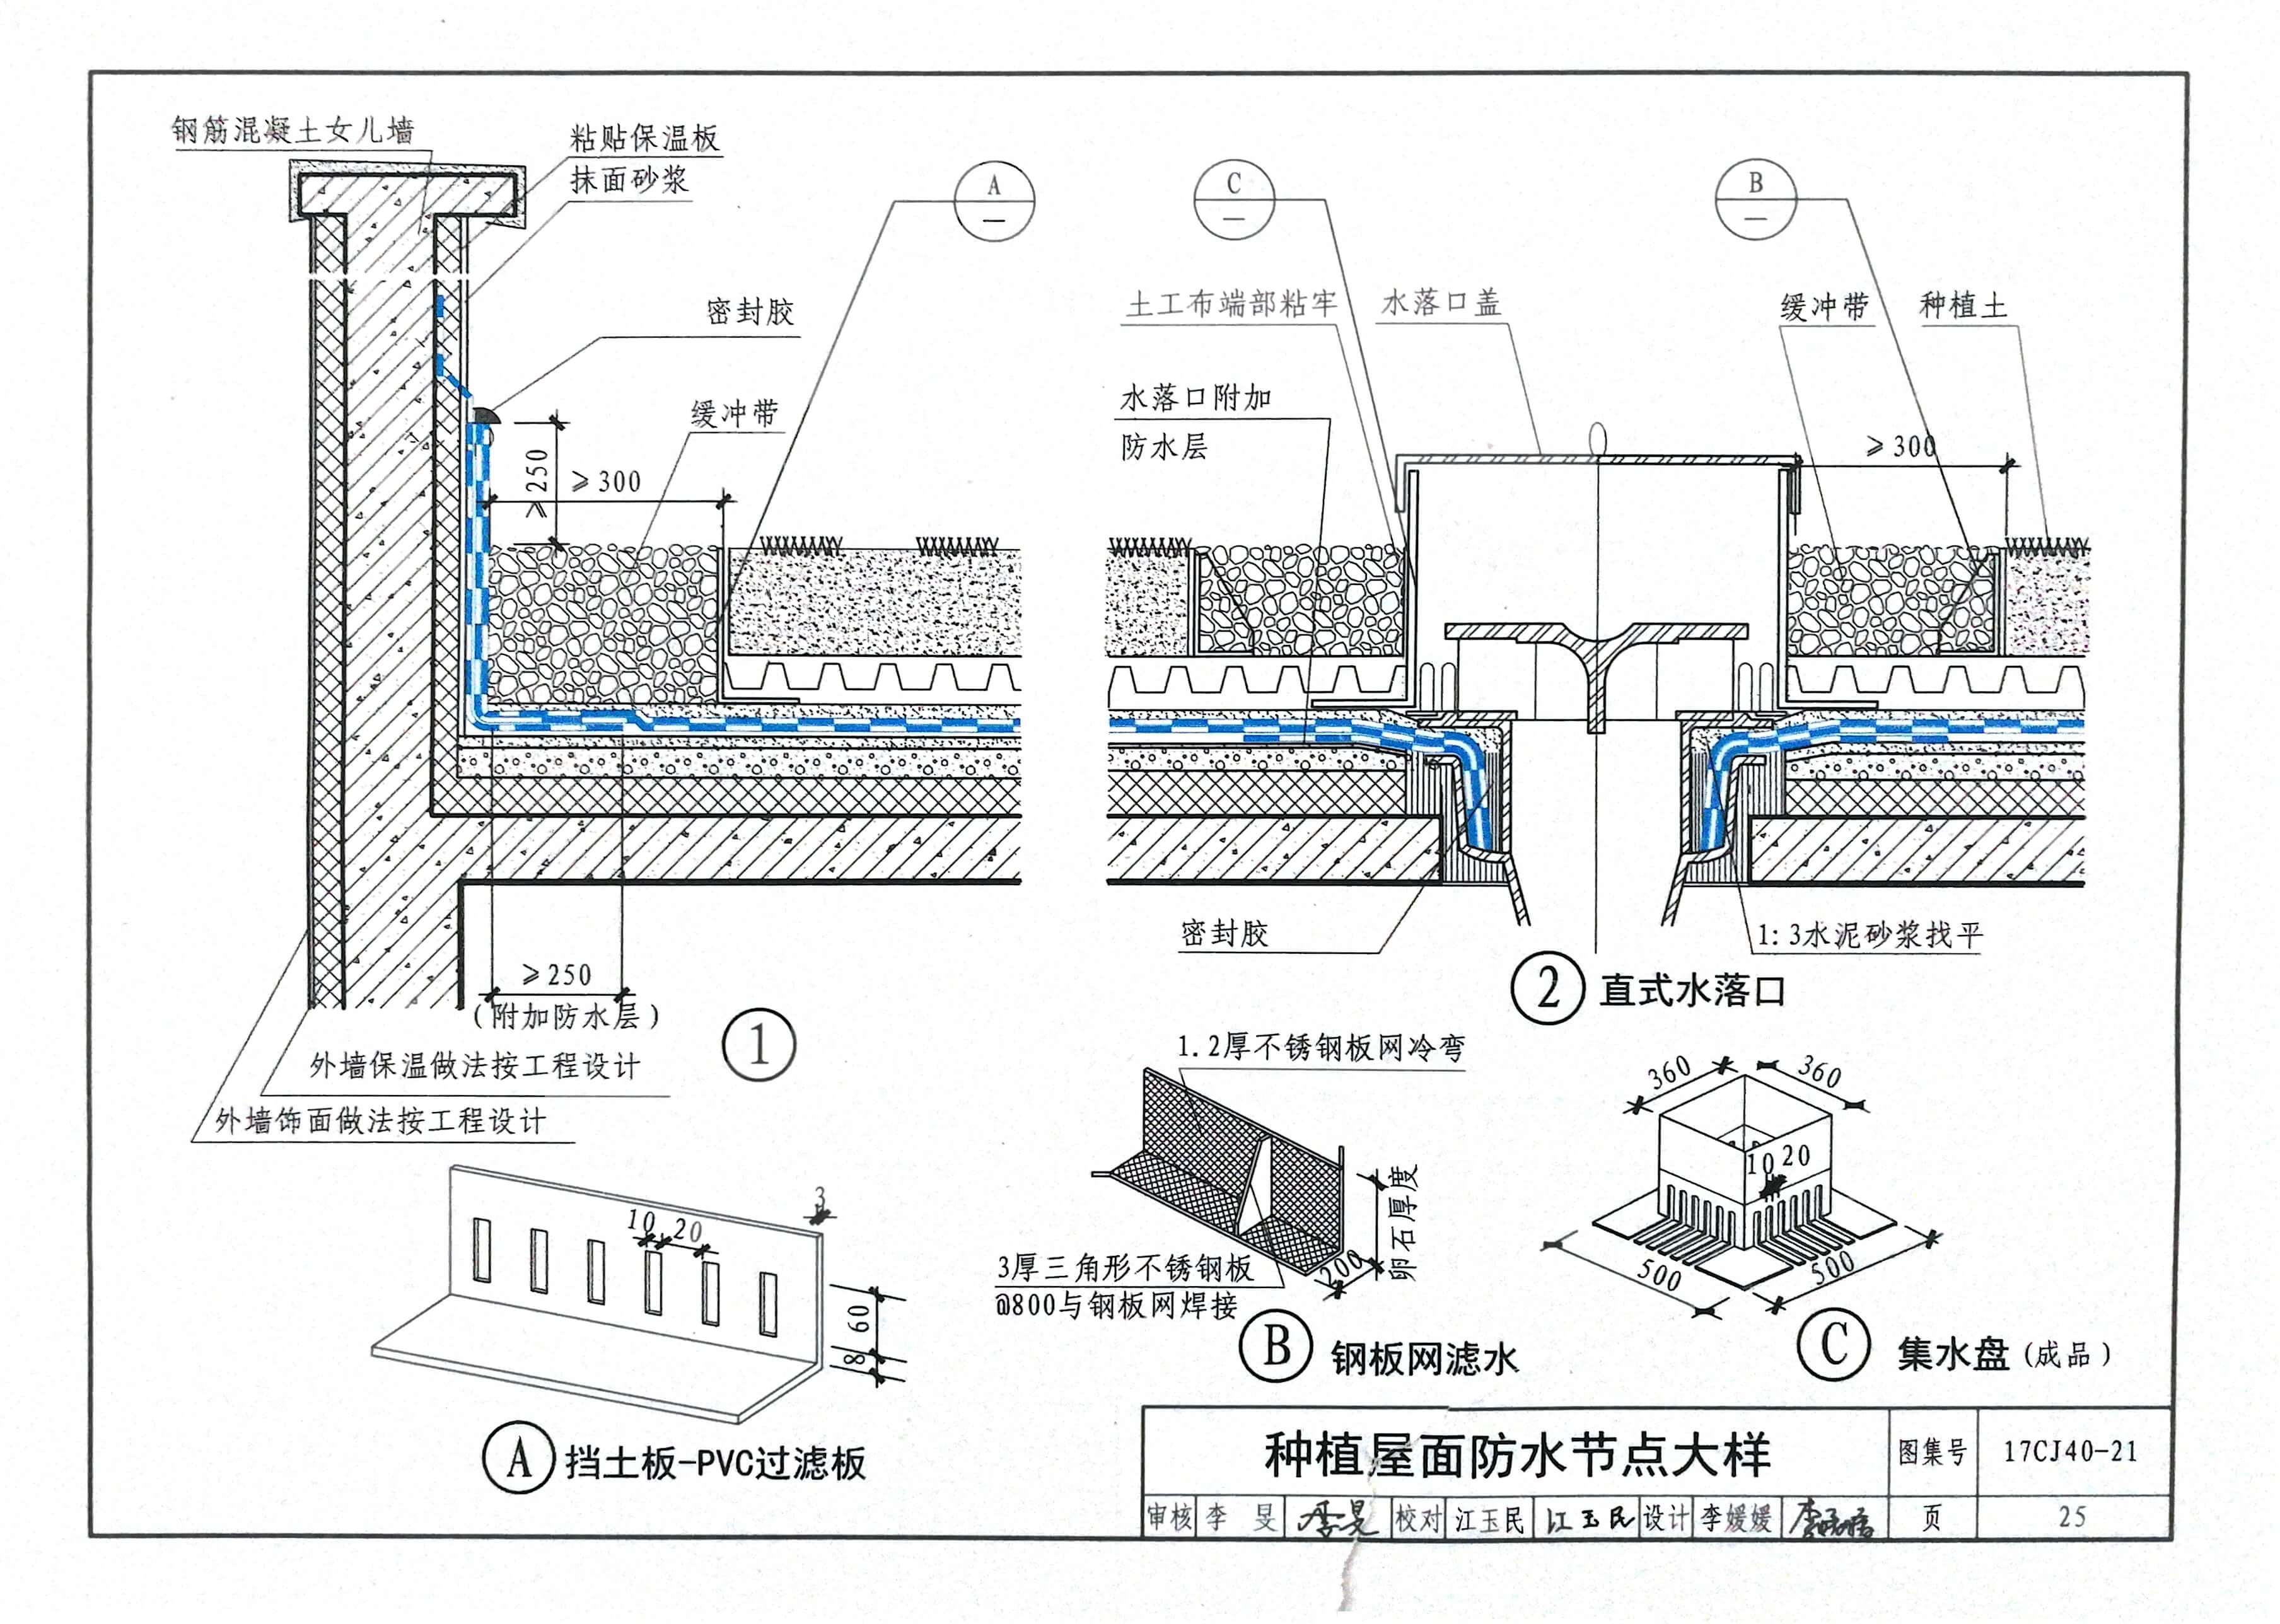 钢筋混凝土女儿墙
粘贴保温板
抹面砂浆
A
—
C
—
B
—
密封胶
缓冲带
≥250
≥300
土工布端部粘牢
水落口盖
缓冲带
种植土
水落口附加
防水层
≥300
密封胶
1:3水泥砂浆找平
≥250
(附加防水层)
1
2 直式水落口
外墙保温做法按工程设计
外墙饰面做法按工程设计
3
10 20
60
8
A 挡土板-PVC过滤板
1.2厚不锈钢板网冷弯
卵石厚度
200
3厚三角形不锈钢板
@800与钢板网焊接
B 钢板网滤水
360
360
10 20
500
500
C 集水盘(成品)
种植屋面防水节点大样
图集号
17CJ40-21
审核 李旻 李旻 校对 江玉民 江玉民 设计 李媛媛
页
25